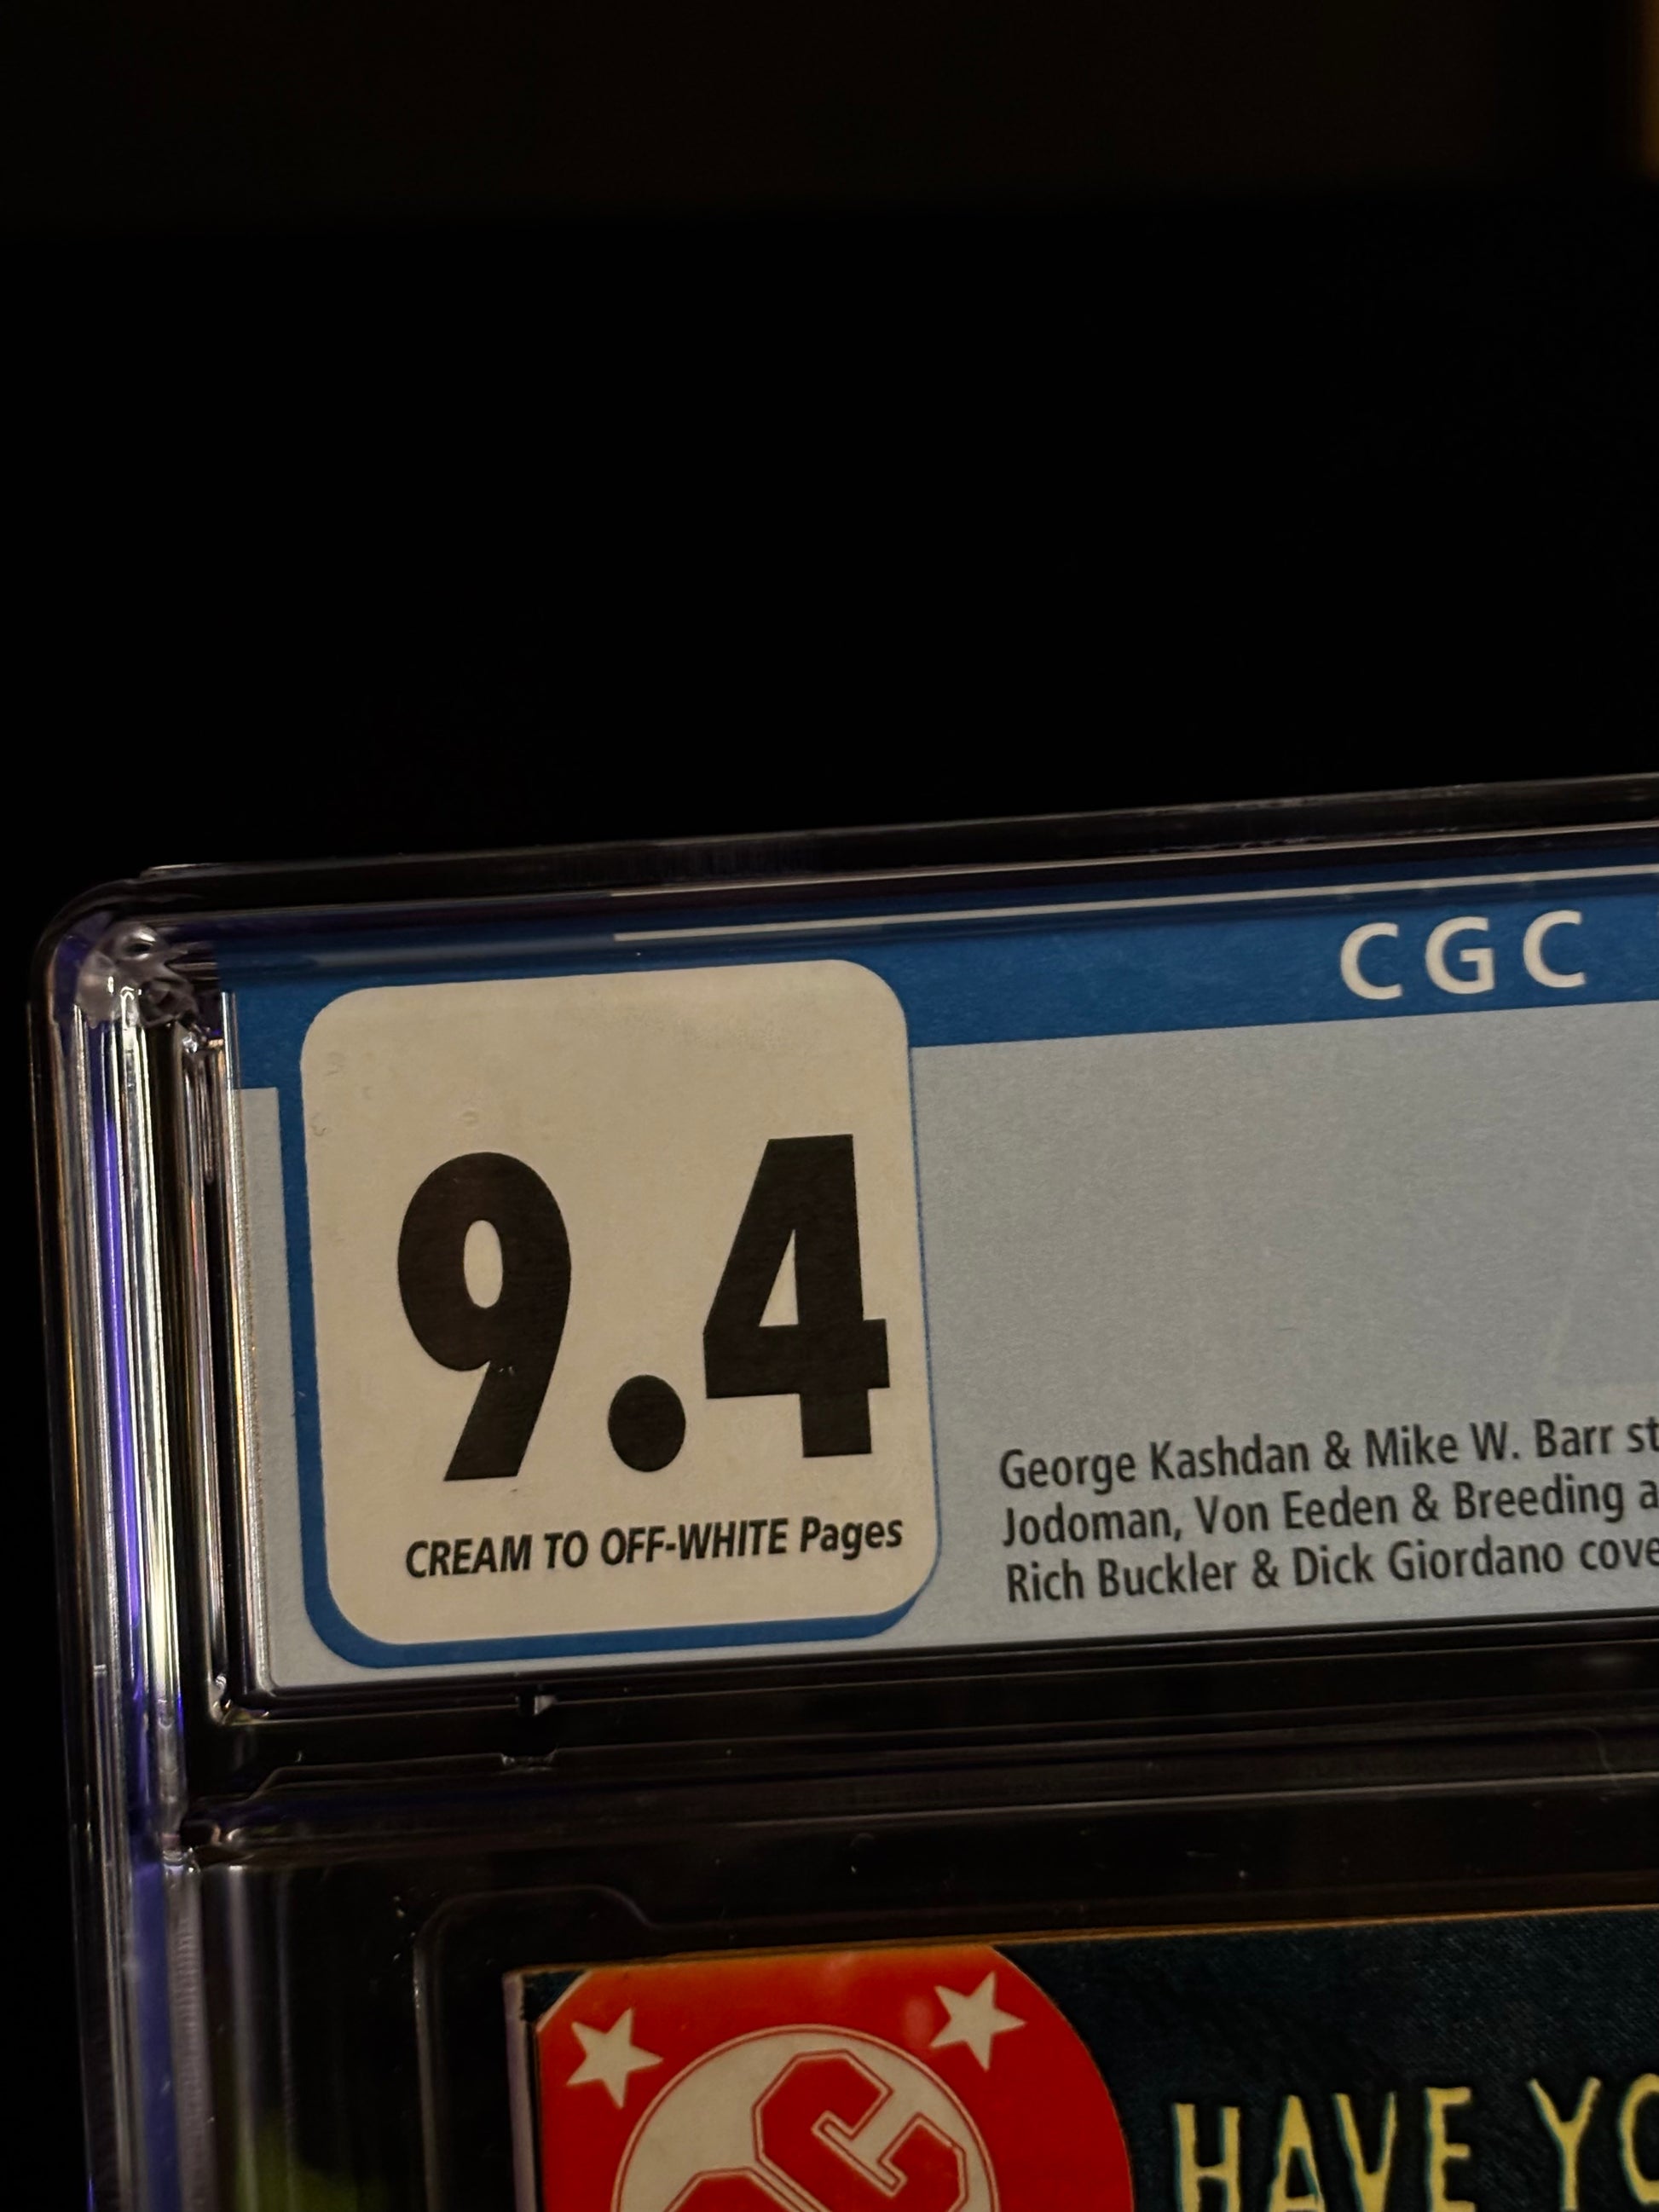 CGC
9.4
CREAM TO OFF-WHITE Pages
George Kashdan & Mike W. Barr st
Jodoman, Von Eeden & Breeding a
Rich Buckler & Dick Giordano cove
DC
HAVE YO